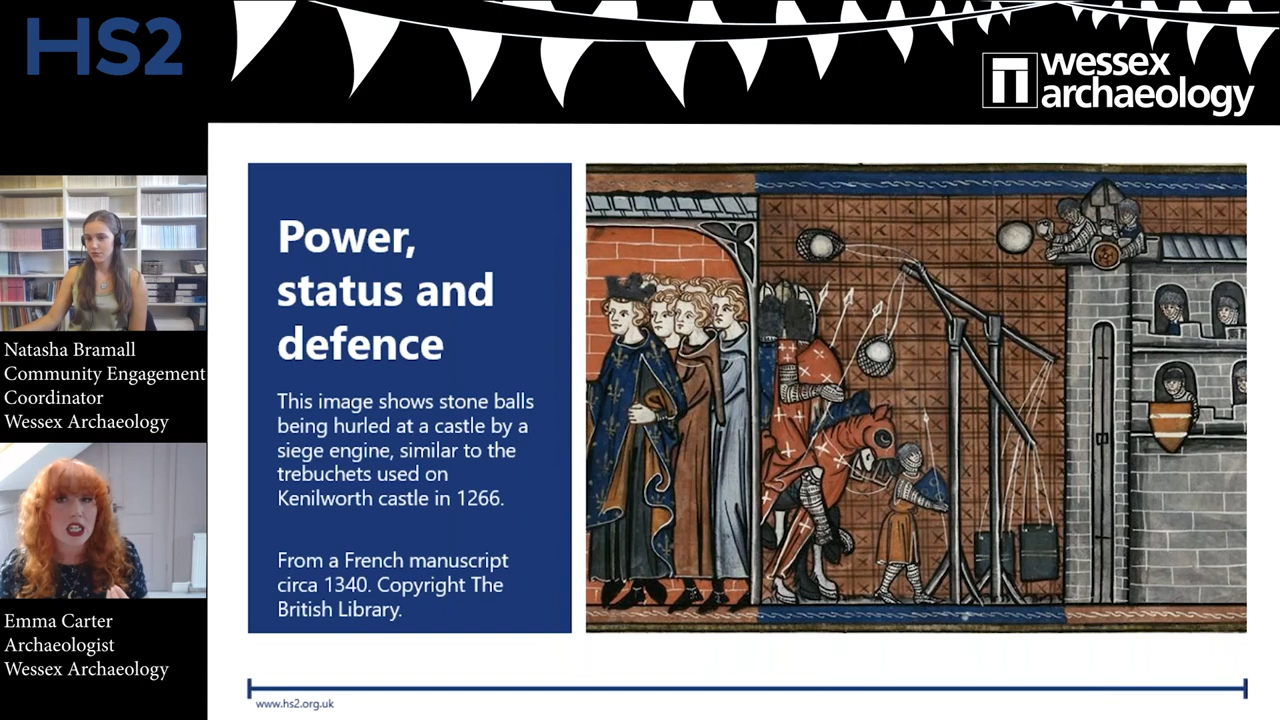 HS2
wessex
archaeology
Natasha Bramall
Community Engagement
Coordinator
Wessex Archaeology
Emma Carter
Archaeologist
Wessex Archaeology
Power,
status and
defence
This image shows stone balls
being hurled at a castle by a
siege engine, similar to the
trebuchets used on
Kenilworth castle in 1266.
From a French manuscript
circa 1340. Copyright The
British Library.
www.hs2.org.uk